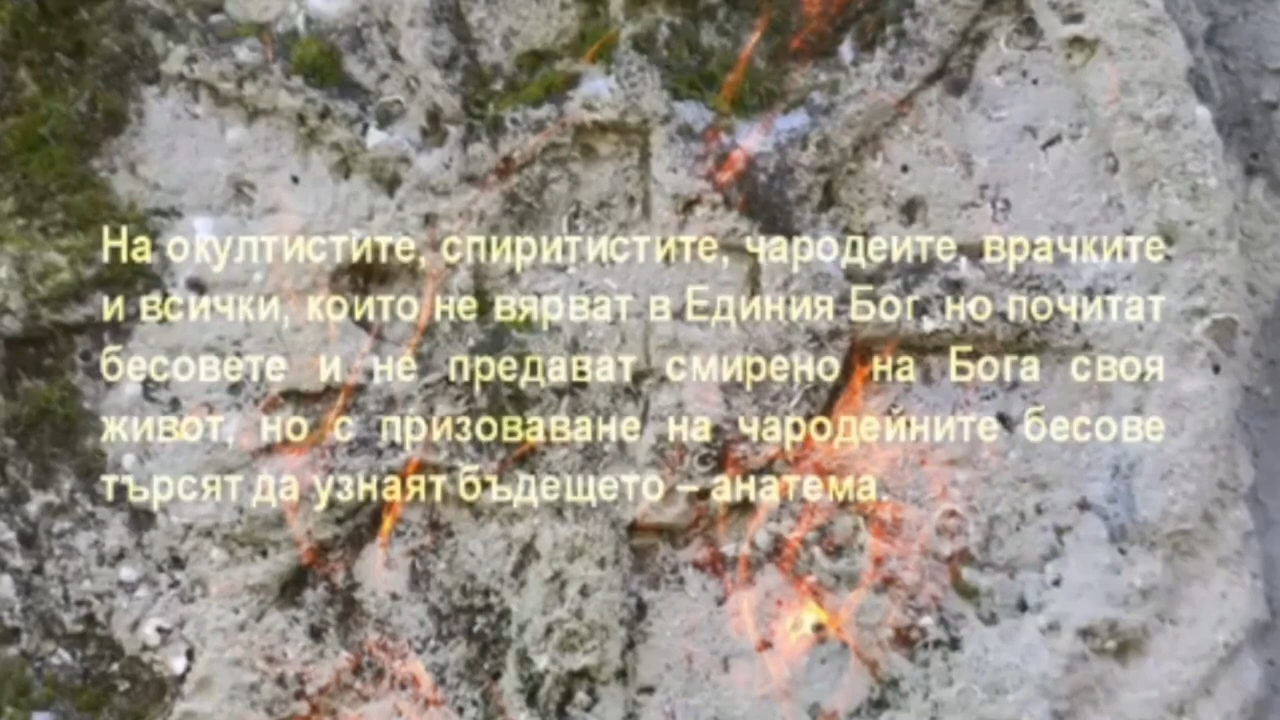 На окултистите, спиритистите, чародеите, врачките
и всички, които не вярват в Единия Бог, но почитат
бесовете и не предават смирено на Бога своя
живот, но с призоваване на чародейните бесове
търсят да узнаят бъдещето – анатема.